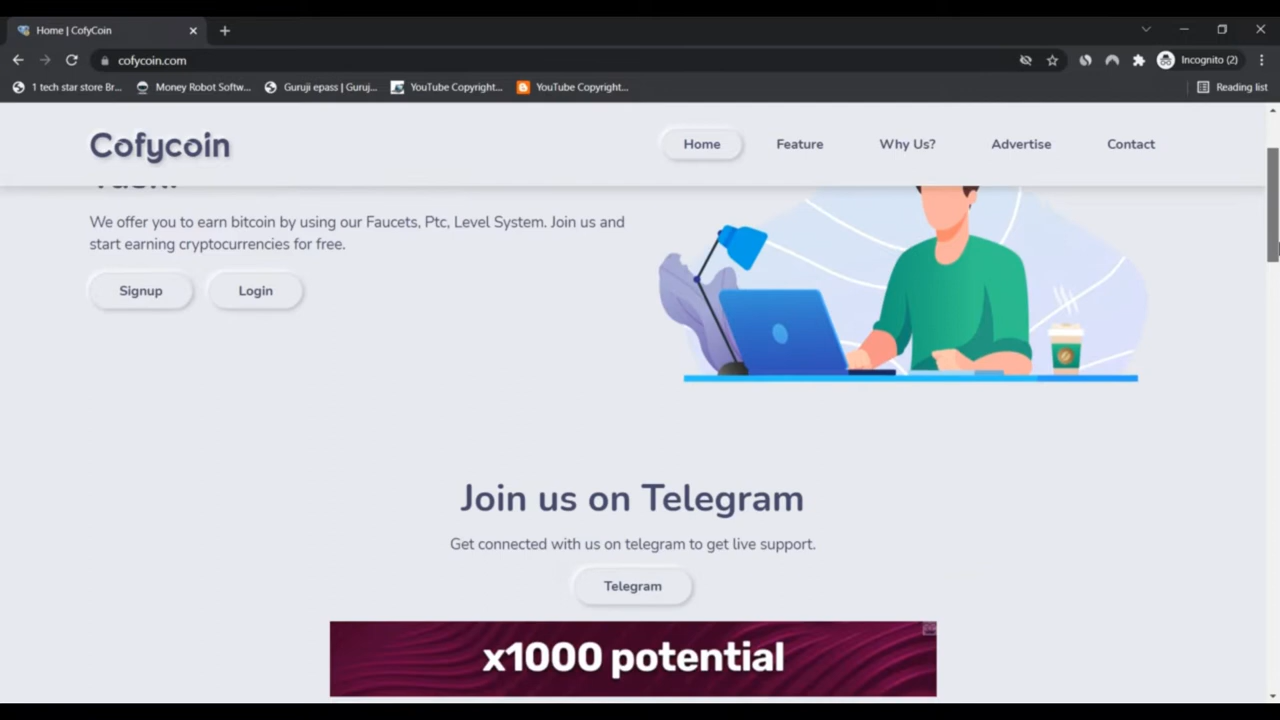 Home | CofyCoin
cofycoin.com
Incognito (2)
1 tech star store Br...
Money Robot Softw...
Guruji epass | Guruj...
YouTube Copyright...
YouTube Copyright...
Reading list
Cofycoin
Home
Feature
Why Us?
Advertise
Contact
We offer you to earn bitcoin by using our Faucets, Ptc, Level System. Join us and
start earning cryptocurrencies for free.
Signup
Login
Join us on Telegram
Get connected with us on telegram to get live support.
Telegram
x1000 potential